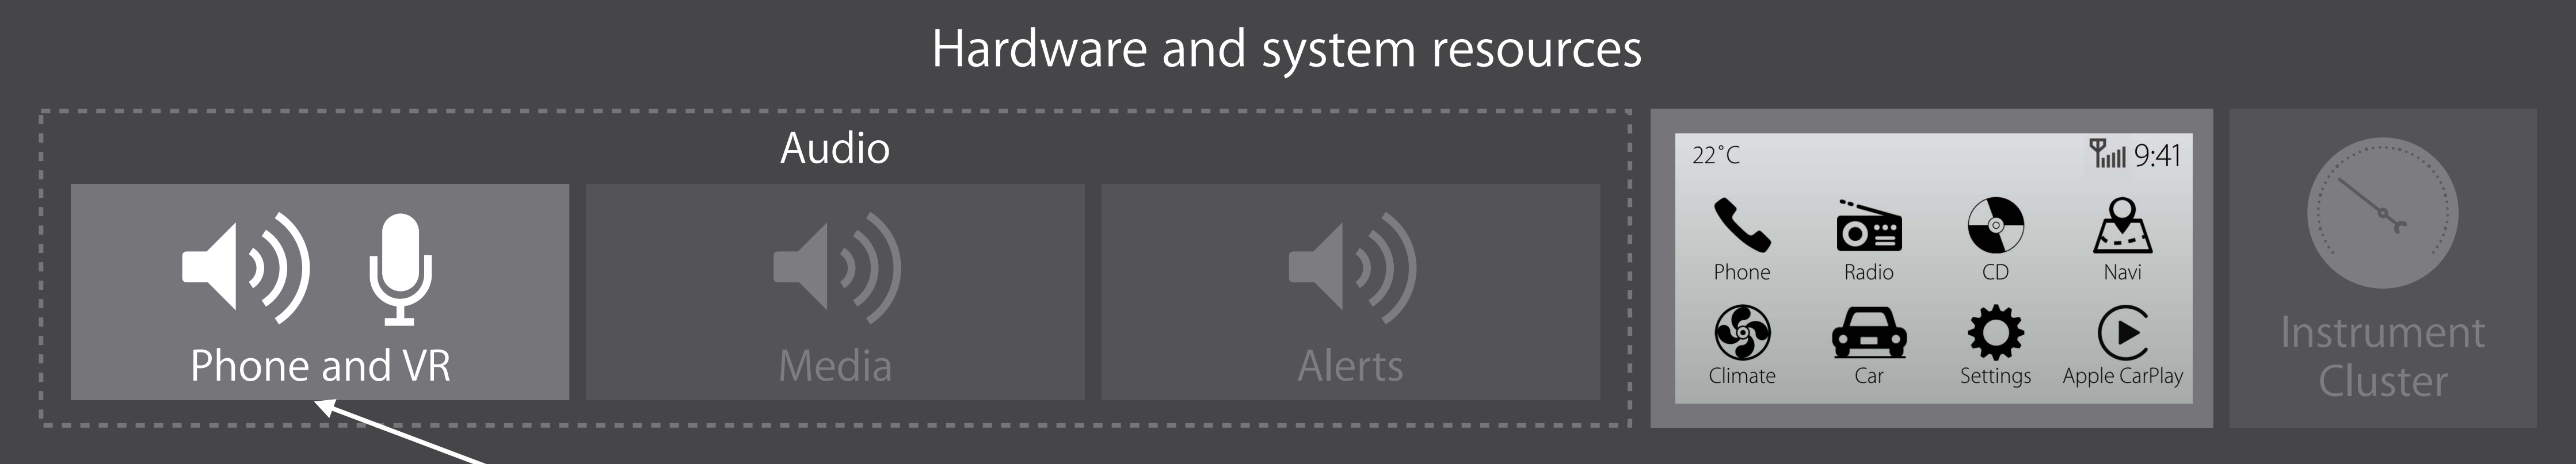 Hardware and system resources
Audio
Phone and VR
Media
Alerts
22°C
9:41
Phone
Radio
CD
Navi
Climate
Car
Settings
Apple CarPlay
Instrument
Cluster